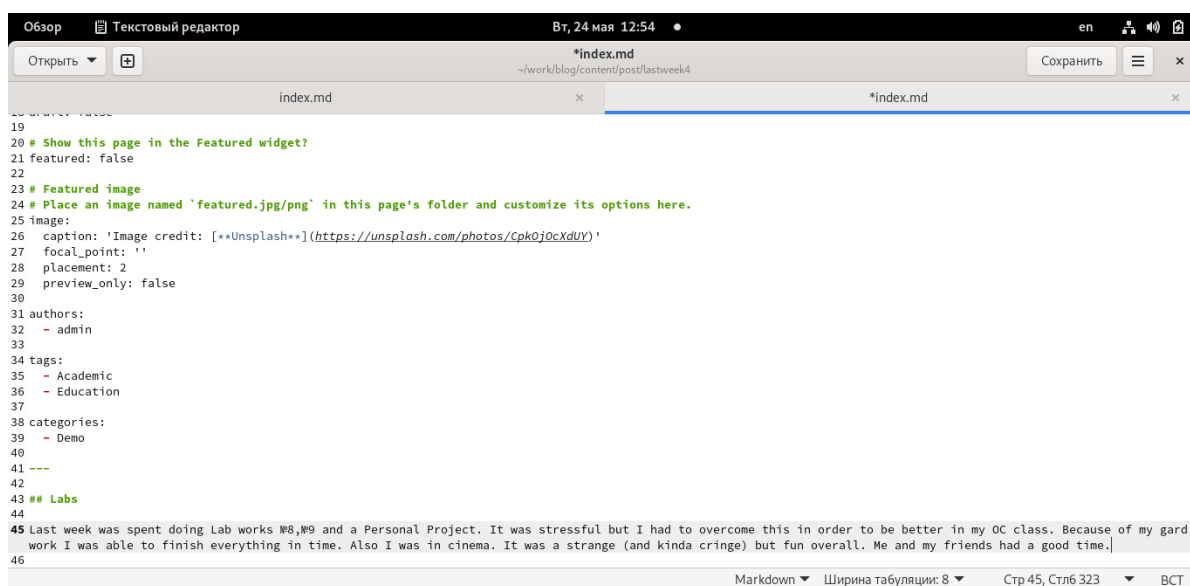 Обзор Текстовый редактор Вт, 24 мая 12:54 en
Открыть *index.md Сохранить
~/work/blog/content/post/lastweek4
index.md × *index.md ×
18 draft: false
19
20 # Show this page in the Featured widget?
21 featured: false
22
23 # Featured image
24 # Place an image named `featured.jpg/png` in this page's folder and customize its options here.
25 image:
26 caption: 'Image credit: [**Unsplash**](https://unsplash.com/photos/CpkOjOcXdUY)'
27 focal_point: ''
28 placement: 2
29 preview_only: false
30
31 authors:
32 - admin
33
34 tags:
35 - Academic
36 - Education
37
38 categories:
39 - Demo
40
41 ---
42
43 ## Labs
44
45 Last week was spent doing Lab works №8,№9 and a Personal Project. It was stressful but I had to overcome this in order to be better in my OC class. Because of my gard
work I was able to finish everything in time. Also I was in cinema. It was a strange (and kinda cringe) but fun overall. Me and my friends had a good time.
46
Markdown Ширина табуляции: 8 Стр 45, Стлб 323 ВСТ